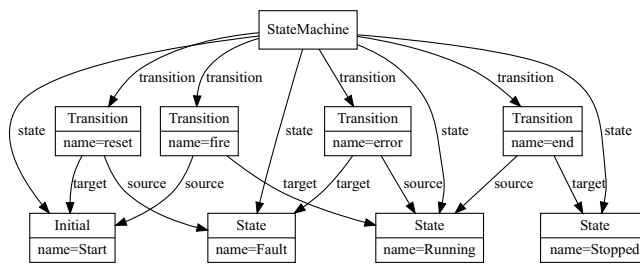 StateMachine
transition
transition
transition
transition
Transition
name=reset
Transition
name=fire
Transition
name=error
Transition
name=end
state
state
state
state
target
source
source
target
target
source
source
target
Initial
name=Start
State
name=Fault
State
name=Running
State
name=Stopped